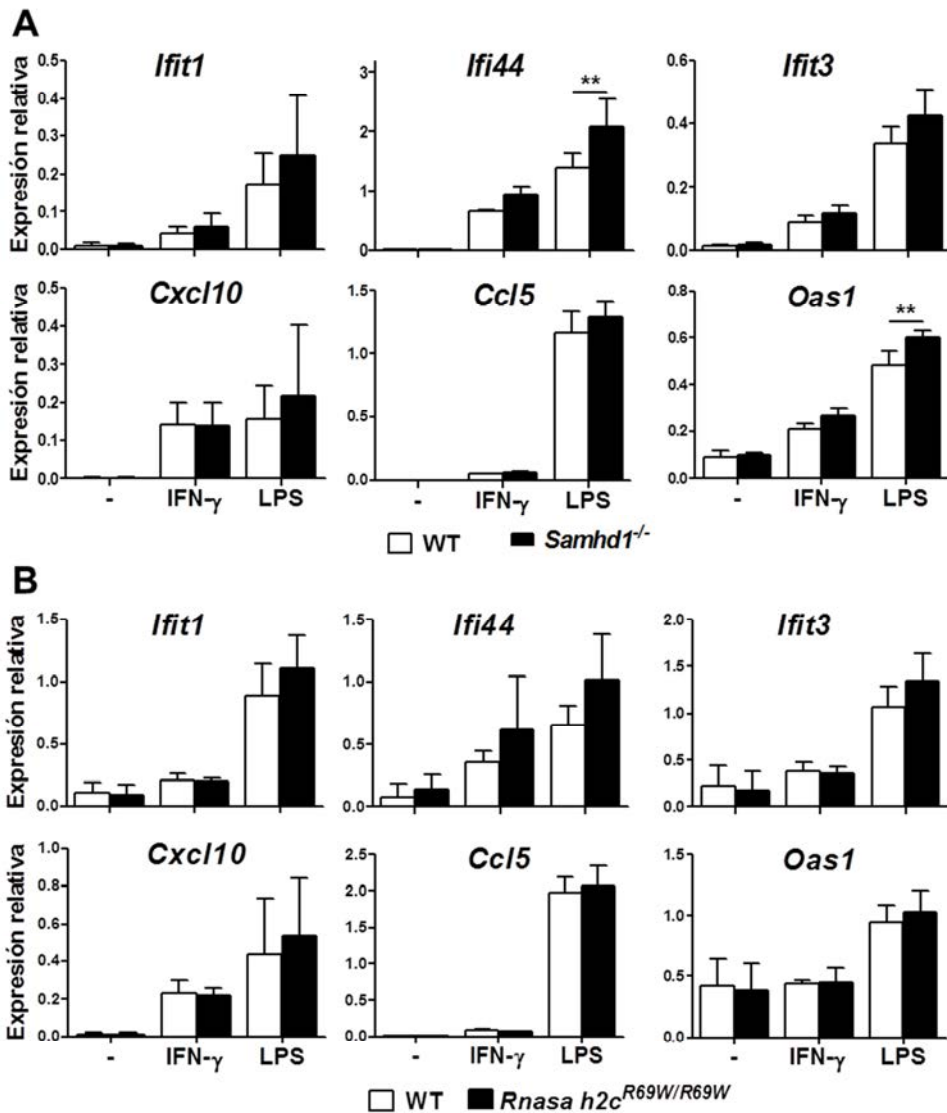 A
Ifit1
Ifi44
Ifit3
Expresión relativa
0.5
0.4
0.3
0.2
0.1
0.0
3
2
1
0
**
0.6
0.4
0.2
0.0
Cxcl10
Ccl5
Oas1
Expresión relativa
0.5
0.4
0.3
0.2
0.1
0.0
- IFN-γ LPS
1.5
1.0
0.5
0.0
- IFN-γ LPS
0.8
0.6
0.4
0.2
0.0
**
- IFN-γ LPS
WT Samhd1-/-
B
Ifit1
Ifi44
Ifit3
Expresión relativa
1.5
1.0
0.5
0.0
1.5
1.0
0.5
0.0
2.0
1.5
1.0
0.5
0.0
Cxcl10
Ccl5
Oas1
Expresión relativa
1.0
0.8
0.6
0.4
0.2
0.0
- IFN-γ LPS
2.5
2.0
1.5
1.0
0.5
0.0
- IFN-γ LPS
1.5
1.0
0.5
0.0
- IFN-γ LPS
WT Rnasa h2cR69W/R69W